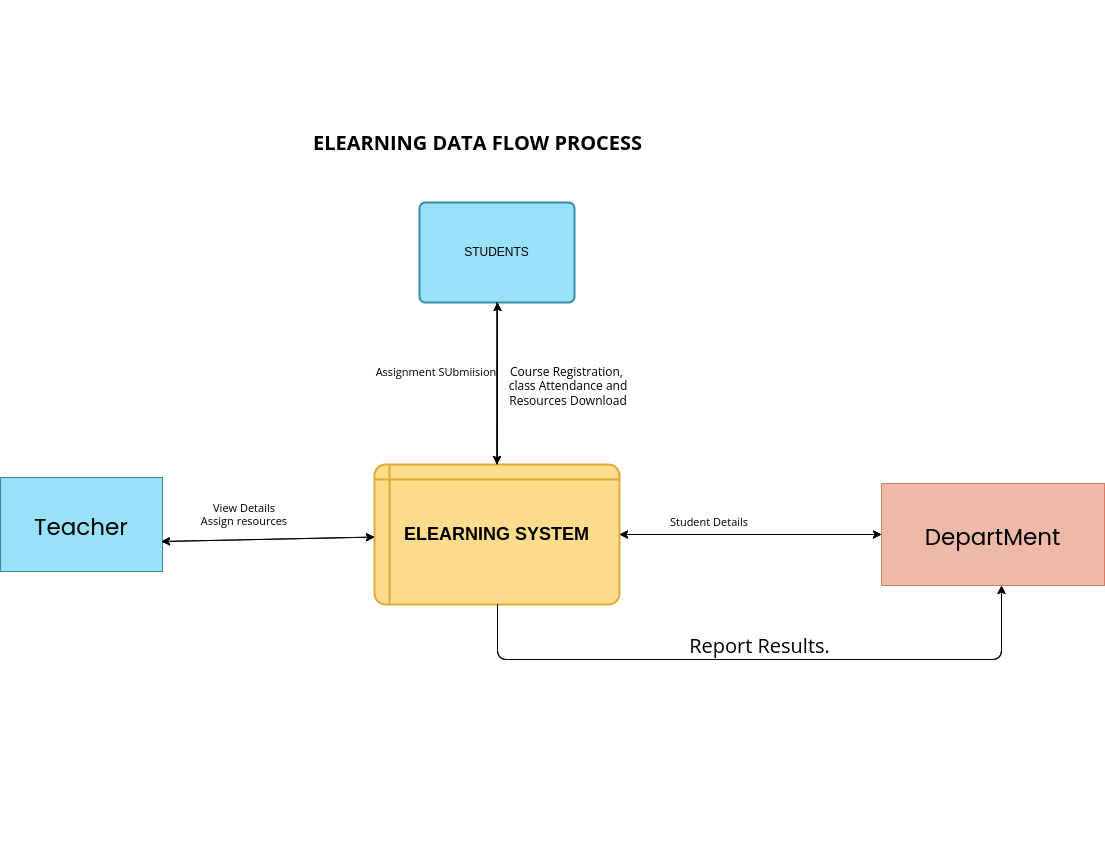 ELEARNING DATA FLOW PROCESS
STUDENTS
Assignment SUbmiision
Course Registration,
class Attendance and
Resources Download
Teacher
View Details
Assign resources
ELEARNING SYSTEM
Student Details
DepartMent
Report Results.